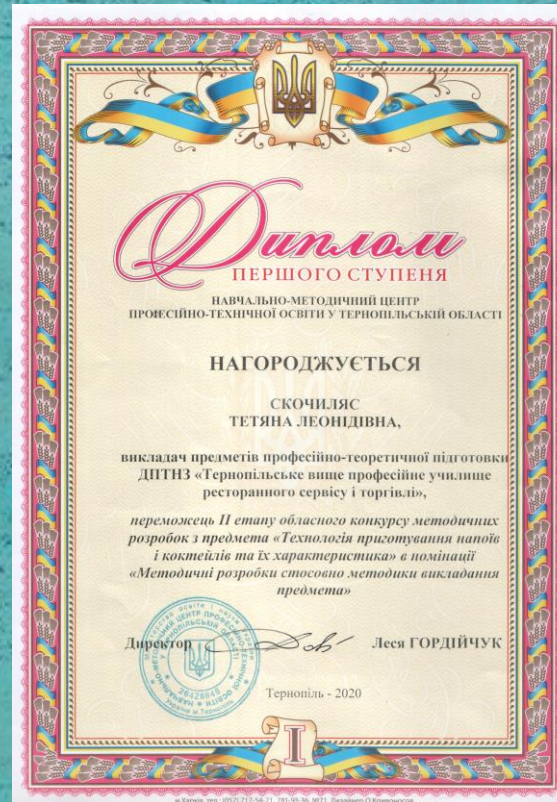 Диплом
ПЕРШОГО СТУПЕНЯ
НАВЧАЛЬНО-МЕТОДИЧНИЙ ЦЕНТР
ПРОФЕСІЙНО-ТЕХНІЧНОЇ ОСВІТИ У ТЕРНОПІЛЬСЬКІЙ ОБЛАСТІ
НАГОРОДЖУЄТЬСЯ
СКОЧИЛЯС
ТЕТЯНА ЛЕОНІДІВНА,
викладач предметів професійно-теоретичної підготовки
ДПТНЗ «Тернопільське вище професійне училище
ресторанного сервісу і торгівлі»,
переможець ІІ етапу обласного конкурсу методичних
розробок з предмета «Технологія приготування напоїв
і коктейлів та їх характеристика» в номінації
«Методичні розробки стосовно методики викладання
предмета»
Директор Леся ГОРДІЙЧУК
Тернопіль - 2020
I